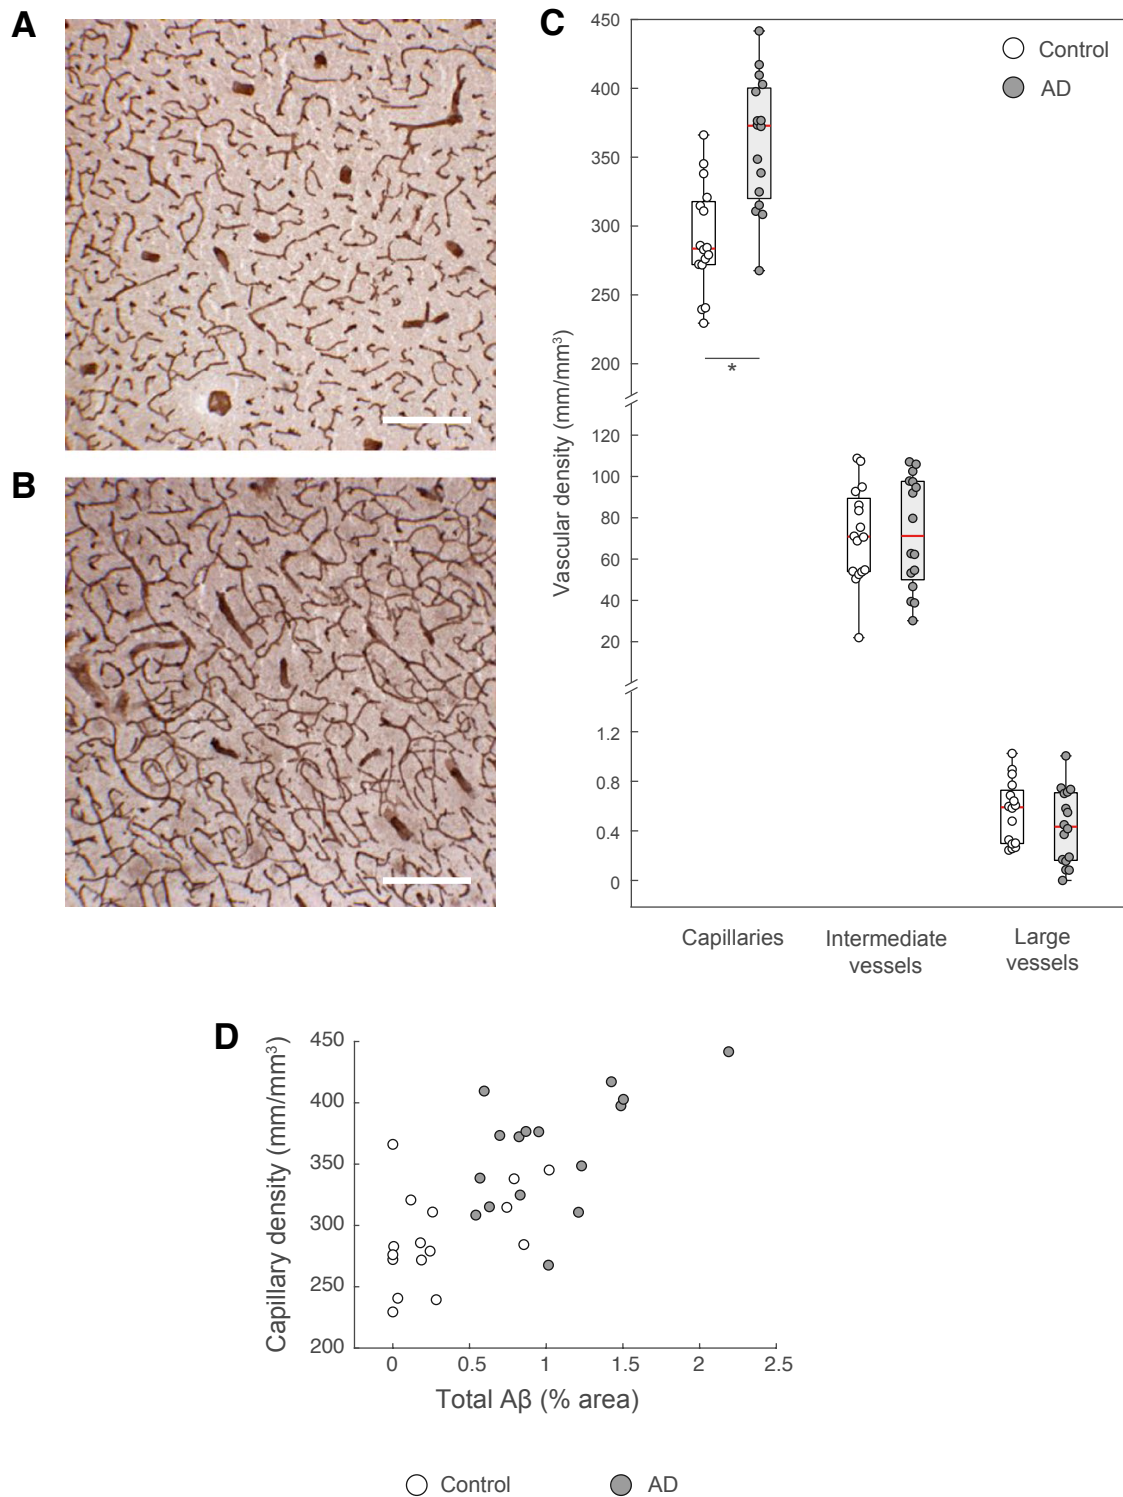 A
B
C
450
400
350
300
250
200
120
100
80
60
40
20
1.2
0.8
0.4
0
Vascular density (mm/mm³)
Control
AD
*
Capillaries
Intermediate
vessels
Large
vessels
D
450
400
350
300
250
200
Capillary density (mm/mm³)
0 0.5 1 1.5 2 2.5
Total Aβ (% area)
Control AD